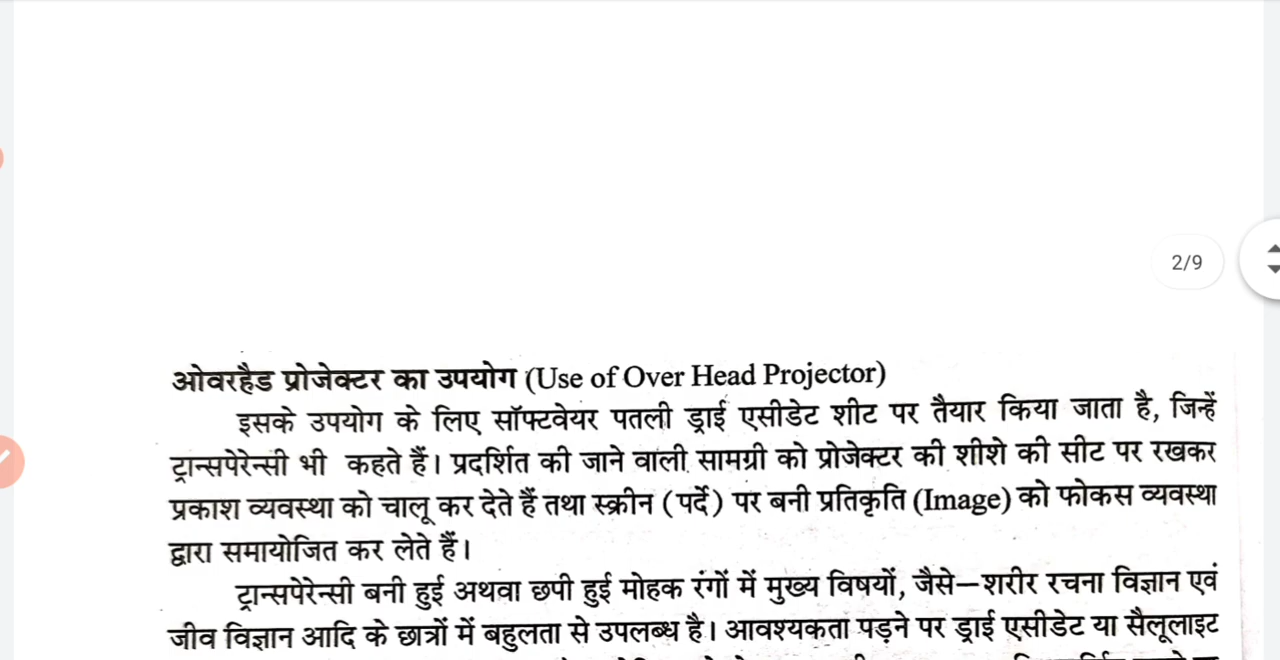 2/9
ओवरहैड प्रोजेक्टर का उपयोग (Use of Over Head Projector)
इसके उपयोग के लिए सॉफ्टवेयर पतली ड्राई एसीडेट शीट पर तैयार किया जाता है, जिन्हें
ट्रान्सपेरेन्सी भी कहते हैं। प्रदर्शित की जाने वाली सामग्री को प्रोजेक्टर की शीशे की सीट पर रखकर
प्रकाश व्यवस्था को चालू कर देते हैं तथा स्क्रीन (पर्दे) पर बनी प्रतिकृति (Image) को फोकस व्यवस्था
द्वारा समायोजित कर लेते हैं।
ट्रान्सपेरेन्सी बनी हुई अथवा छपी हुई मोहक रंगों में मुख्य विषयों, जैसे—शरीर रचना विज्ञान एवं
जीव विज्ञान आदि के छात्रों में बहुलता से उपलब्ध है। आवश्यकता पड़ने पर ड्राई एसीडेट या सैलूलाइट